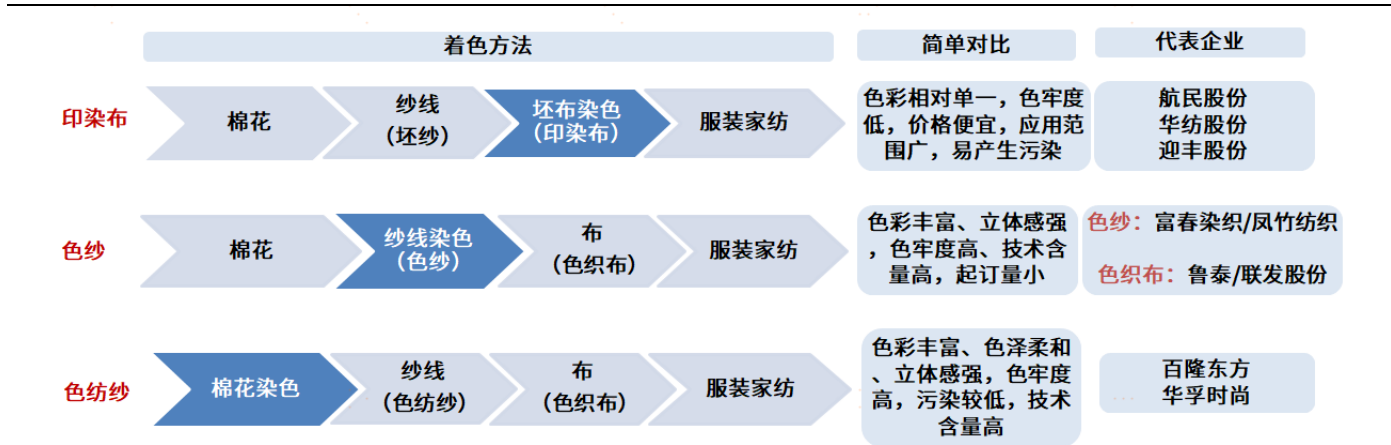 着色方法
简单对比
代表企业
印染布
棉花
纱线
（坯纱）
坯布染色
（印染布）
服装家纺
色彩相对单一，色牢度
低，价格便宜，应用范
围广，易产生污染
航民股份
华纺股份
迎丰股份
色纱
棉花
纱线染色
（色纱）
布
（色织布）
服装家纺
色彩丰富、立体感强
，色牢度高、技术含
量高，起订量小
色纱：富春染织/凤竹纺织
色织布：鲁泰/联发股份
色纺纱
棉花染色
纱线
（色纺纱）
布
（色织布）
服装家纺
色彩丰富、色泽柔和
、立体感强，色牢度
高，污染较低，技术
含量高
百隆东方
华孚时尚